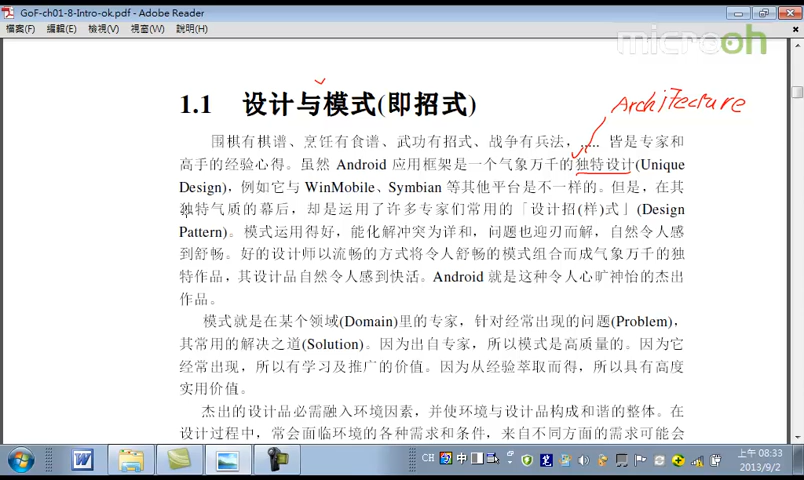 GoF-ch01-8-Intro-ok.pdf - Adobe Reader
檔案(F) 編輯(E) 檢視(V) 視窗(W) 說明(H)
microoh
1.1 设计与模式(即招式)
Architecture
围棋有棋谱、烹饪有食谱、武功有招式、战争有兵法，..... 皆是专家和
高手的经验心得。虽然 Android 应用框架是一个气象万千的独特设计(Unique
Design)，例如它与 WinMobile、Symbian 等其他平台是不一样的。但是，在其
独特气质的幕后，却是运用了许多专家们常用的「设计招(样)式」(Design
Pattern)。模式运用得好，能化解冲突为详和，问题也迎刃而解，自然令人感
到舒畅。好的设计师以流畅的方式将令人舒畅的模式组合而成气象万千的独
特作品，其设计品自然令人感到快活。Android 就是这种令人心旷神怡的杰出
作品。
模式就是在某个领域(Domain)里的专家，针对经常出现的问题(Problem)，
其常用的解决之道(Solution)。因为出自专家，所以模式是高质量的。因为它
经常出现，所以有学习及推广的价值。因为从经验萃取而得，所以具有高度
实用价值。
杰出的设计品必需融入环境因素，并使环境与设计品构成和谐的整体。在
设计过程中，常会面临环境的各种需求和条件，来自不同方面的需求可能会
CH 中
上午 08:33
2013/9/2